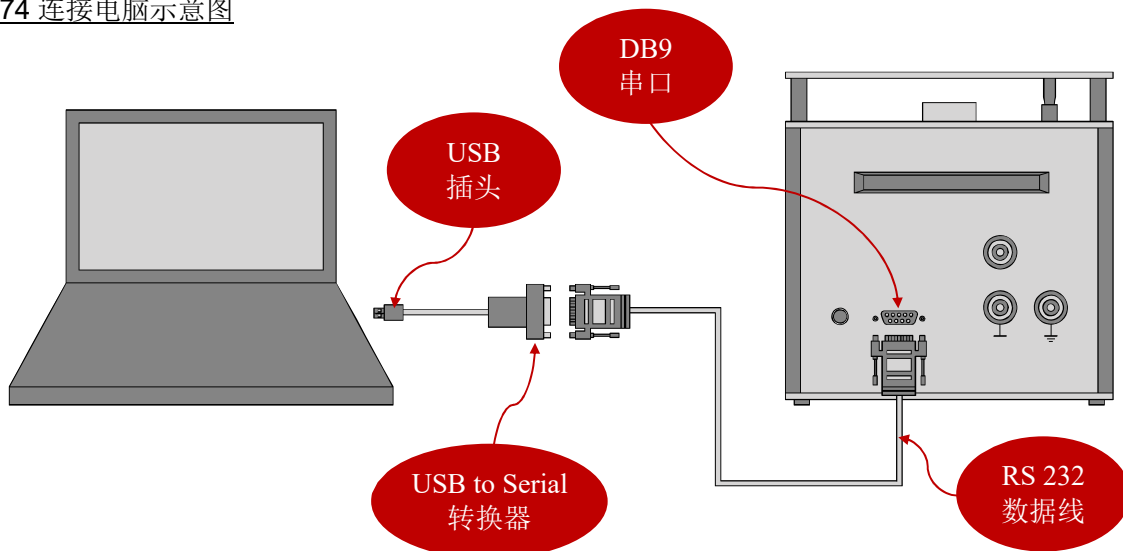 74 连接电脑示意图
DB9
串口
USB
插头
USB to Serial
转换器
RS 232
数据线